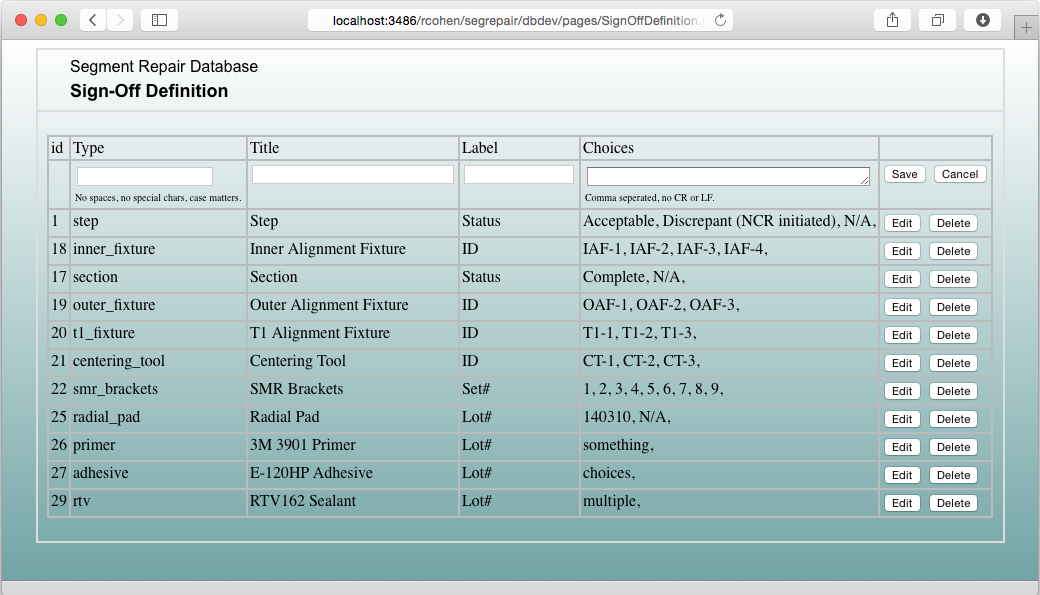 localhost:3486/rcohen/segrepair/dbdev/pages/SignOffDefinition.
Segment Repair Database
Sign-Off Definition
id Type Title Label Choices
Save Cancel
No spaces, no special chars, case matters. Comma seperated, no CR or LF.
1 step Step Status Acceptable, Discrepant (NCR initiated), N/A, Edit Delete
18 inner_fixture Inner Alignment Fixture ID IAF-1, IAF-2, IAF-3, IAF-4, Edit Delete
17 section Section Status Complete, N/A, Edit Delete
19 outer_fixture Outer Alignment Fixture ID OAF-1, OAF-2, OAF-3, Edit Delete
20 t1_fixture T1 Alignment Fixture ID T1-1, T1-2, T1-3, Edit Delete
21 centering_tool Centering Tool ID CT-1, CT-2, CT-3, Edit Delete
22 smr_brackets SMR Brackets Set# 1, 2, 3, 4, 5, 6, 7, 8, 9, Edit Delete
25 radial_pad Radial Pad Lot# 140310, N/A, Edit Delete
26 primer 3M 3901 Primer Lot# something, Edit Delete
27 adhesive E-120HP Adhesive Lot# choices, Edit Delete
29 rtv RTV162 Sealant Lot# multiple, Edit Delete